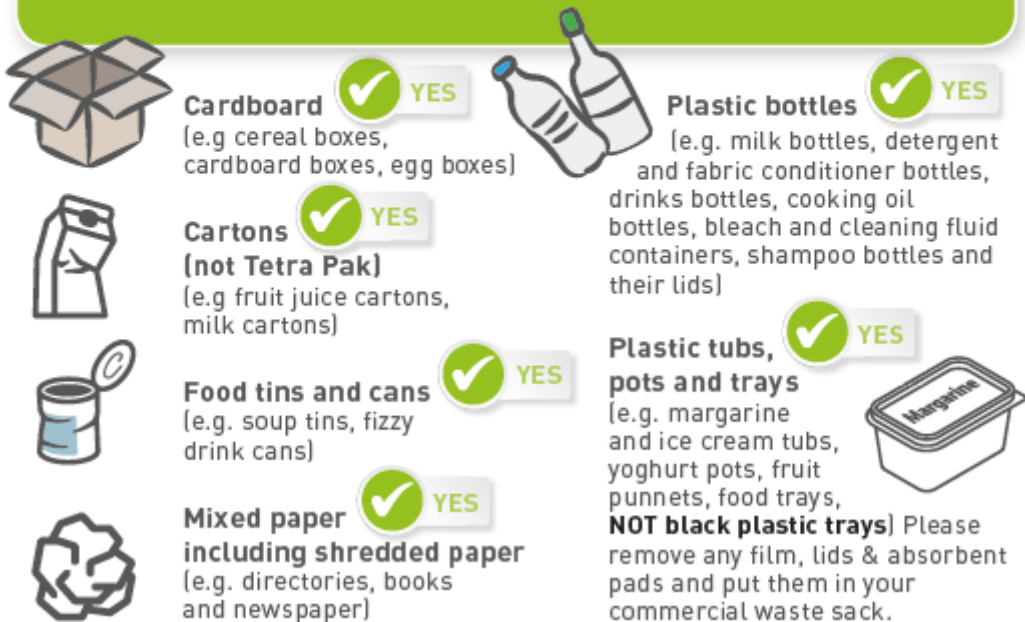 Cardboard YES
(e.g cereal boxes,
cardboard boxes, egg boxes)
Cartons YES
(not Tetra Pak)
(e.g fruit juice cartons,
milk cartons)
Food tins and cans YES
(e.g. soup tins, fizzy
drink cans)
Mixed paper YES
including shredded paper
(e.g. directories, books
and newspaper)
Plastic bottles YES
(e.g. milk bottles, detergent
and fabric conditioner bottles,
drinks bottles, cooking oil
bottles, bleach and cleaning fluid
containers, shampoo bottles and
their lids)
Plastic tubs, YES
pots and trays
(e.g. margarine
and ice cream tubs,
yoghurt pots, fruit
punnets, food trays,
NOT black plastic trays) Please
remove any film, lids & absorbent
pads and put them in your
commercial waste sack.
Margarine